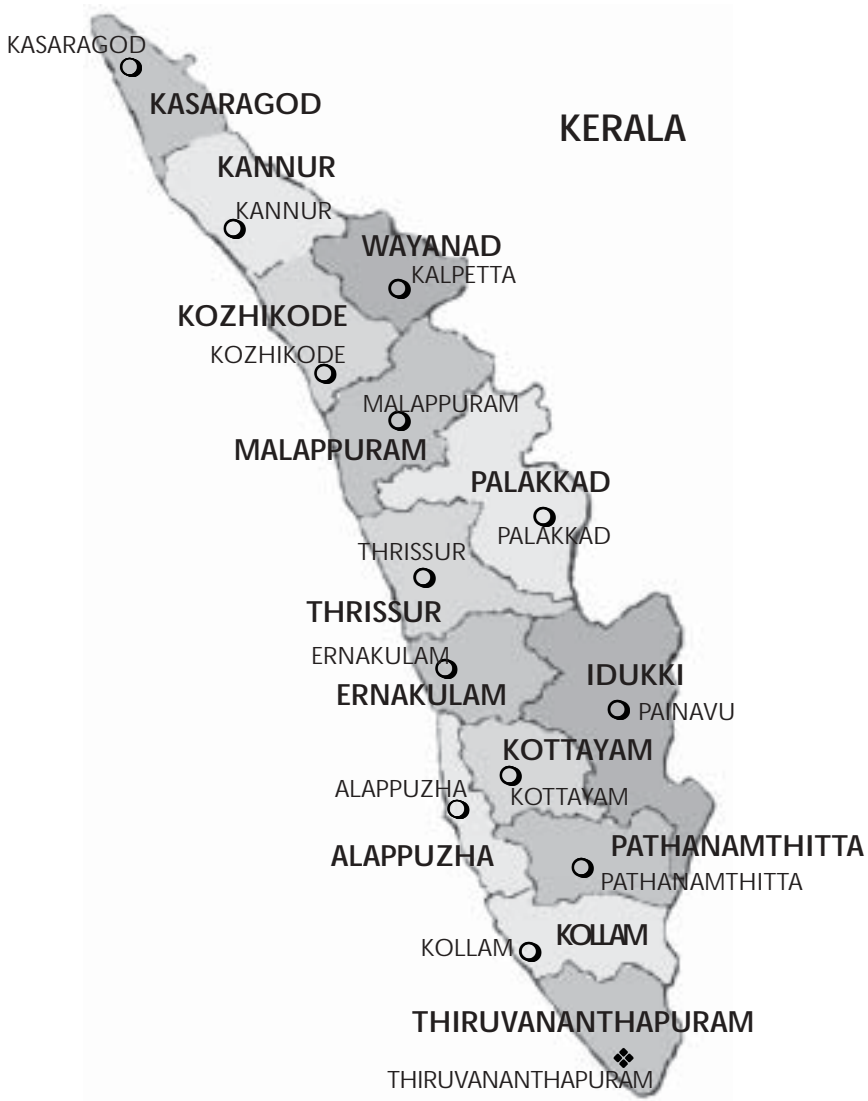 KASARAGOD
KASARAGOD
KERALA
KANNUR
KANNUR
WAYANAD
KALPETTA
KOZHIKODE
KOZHIKODE
MALAPPURAM
MALAPPURAM
PALAKKAD
PALAKKAD
THRISSUR
THRISSUR
ERNAKULAM
ERNAKULAM
IDUKKI
PAINAVU
KOTTAYAM
KOTTAYAM
ALAPPUZHA
ALAPPUZHA
PATHANAMTHITTA
PATHANAMTHITTA
KOLLAM
KOLLAM
THIRUVANANTHAPURAM
THIRUVANANTHAPURAM